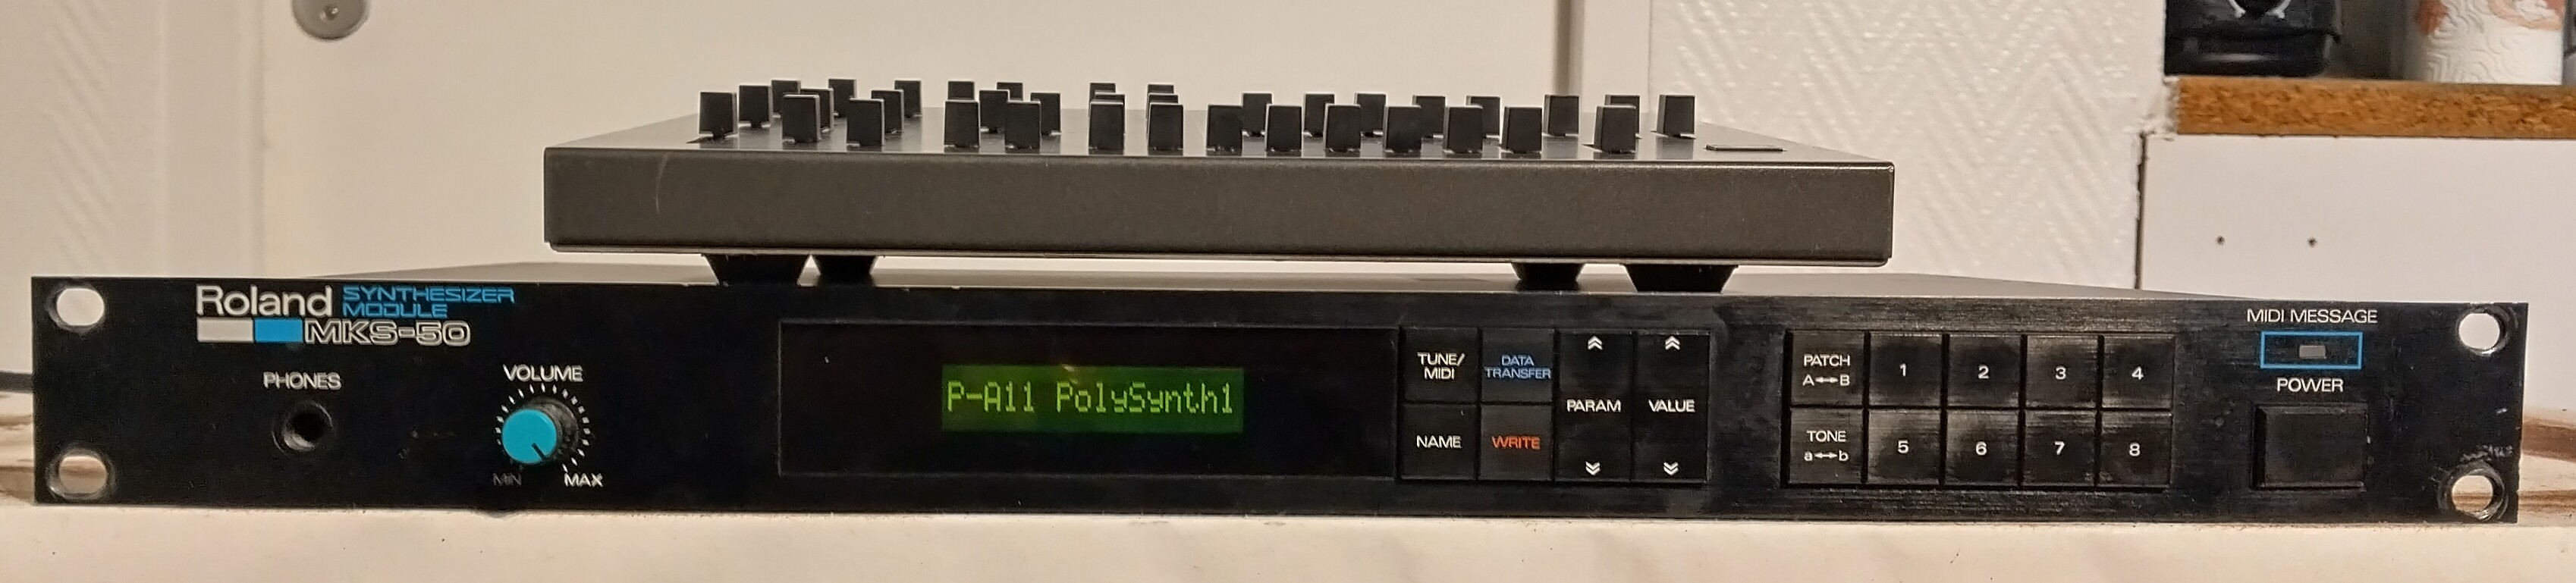 Roland SYNTHESIZER
MODULE
MKS-50
PHONES
VOLUME
MIN MAX
P-A11 PolySynth1
TUNE/
MIDI
DATA
TRANSFER
NAME
WRITE
PARAM
VALUE
PATCH
A↔B
1
2
3
4
TONE
a↔b
5
6
7
8
MIDI MESSAGE
POWER